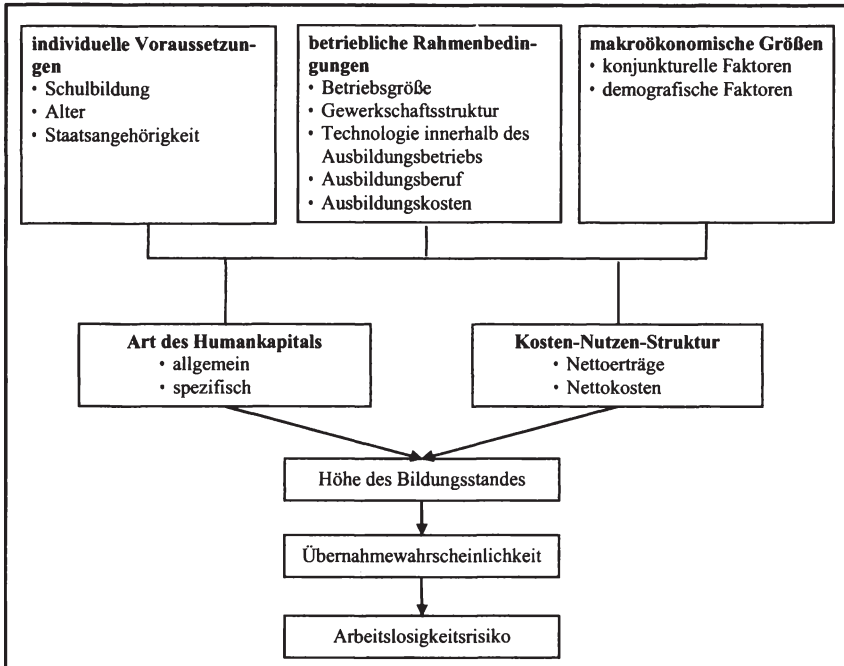 individuelle Voraussetzun-
gen
• Schulbildung
• Alter
• Staatsangehörigkeit
betriebliche Rahmenbedin-
gungen
• Betriebsgröße
• Gewerkschaftsstruktur
• Technologie innerhalb des
Ausbildungsbetriebs
• Ausbildungsberuf
• Ausbildungskosten
makroökonomische Größen
• konjunkturelle Faktoren
• demografische Faktoren
Art des Humankapitals
• allgemein
• spezifisch
Kosten-Nutzen-Struktur
• Nettoerträge
• Nettokosten
Höhe des Bildungsstandes
Übernahmewahrscheinlichkeit
Arbeitslosigkeitsrisiko